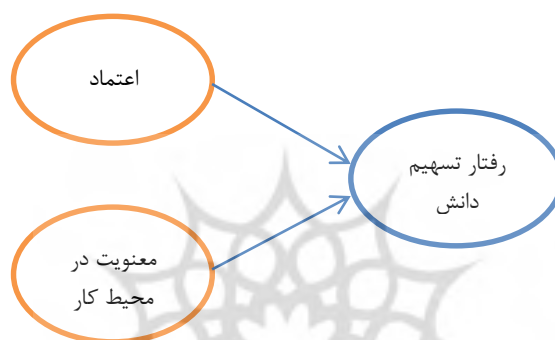 اعتماد
رفتار تسهیم
دانش
معنویت در
محیط کار